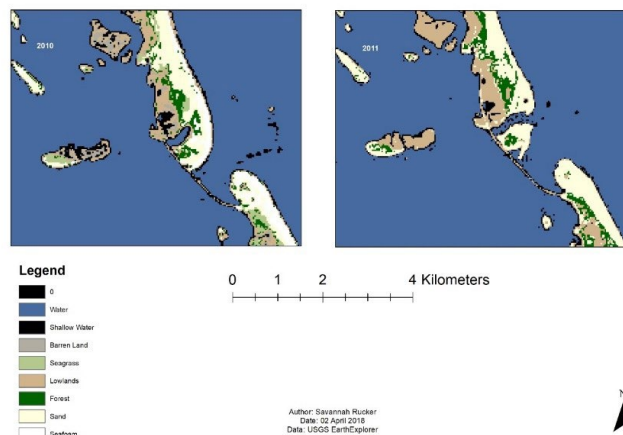 2010
2011
Legend
0
Water
Shallow Water
Barren Land
Seagrass
Lowlands
Forest
Sand
Seafoam
0 1 2 4 Kilometers
Author: Savannah Rucker
Date: 02 April 2018
Data: USGS EarthExplorer
N